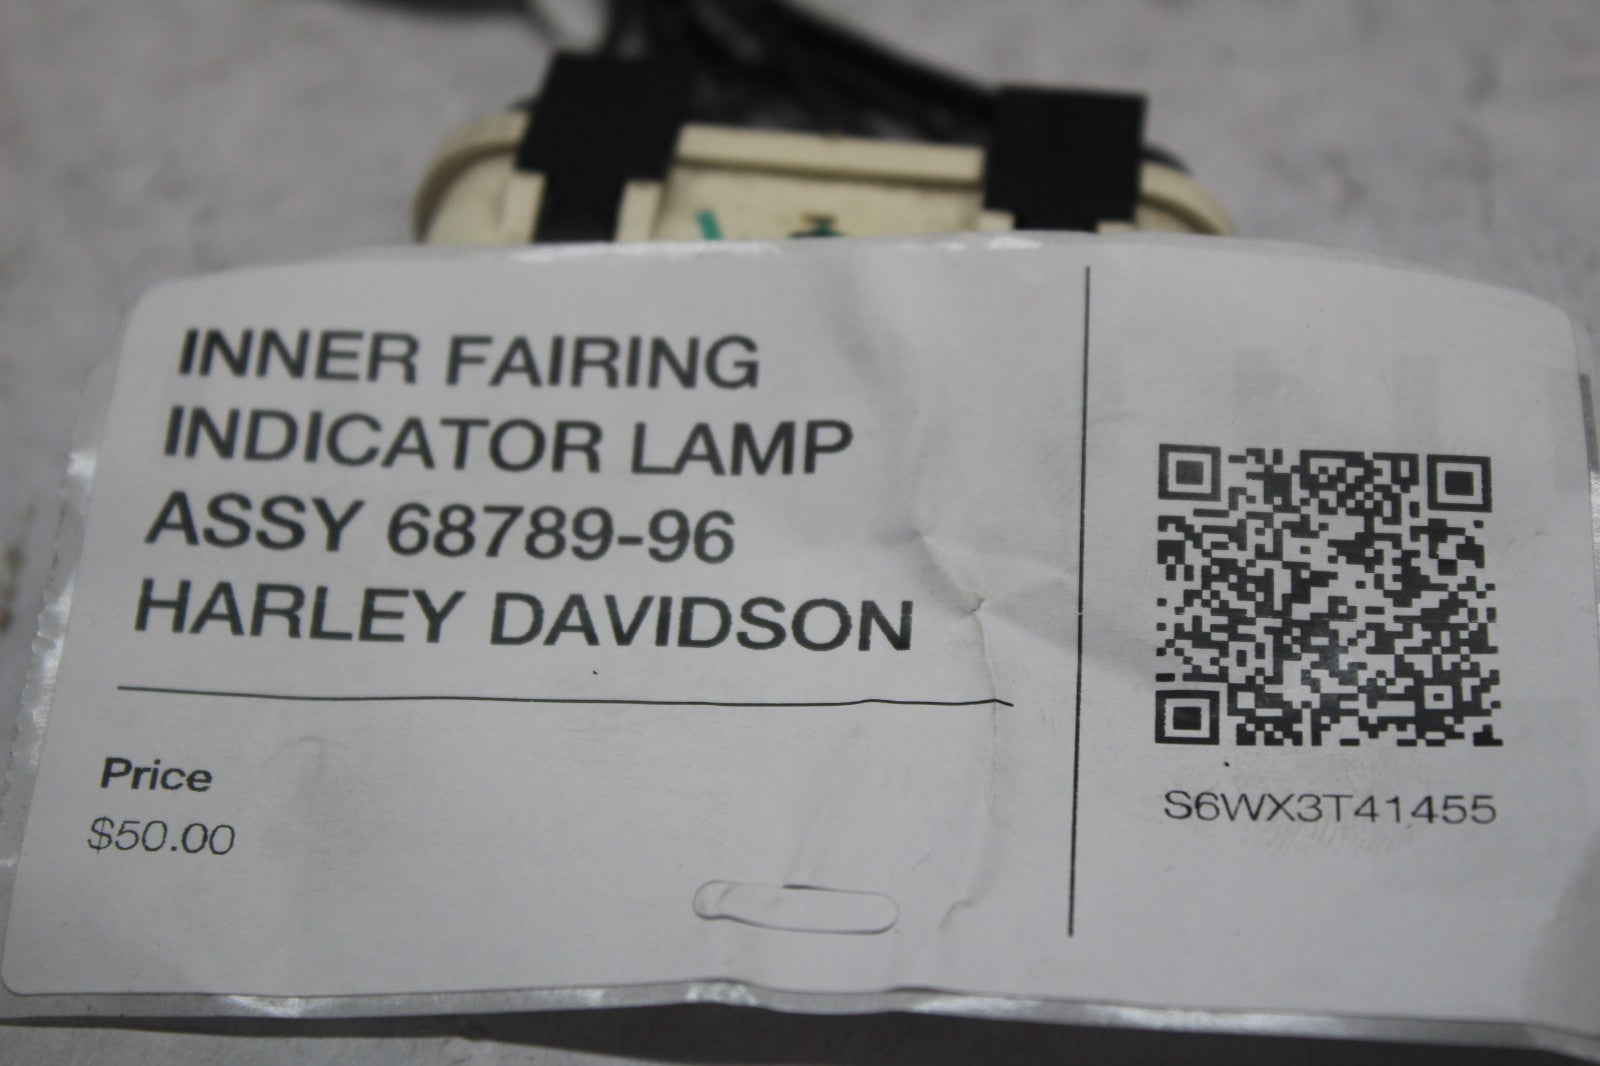 INNER FAIRING
INDICATOR LAMP
ASSY 68789-96
HARLEY DAVIDSON
Price
$50.00
S6WX3T41455